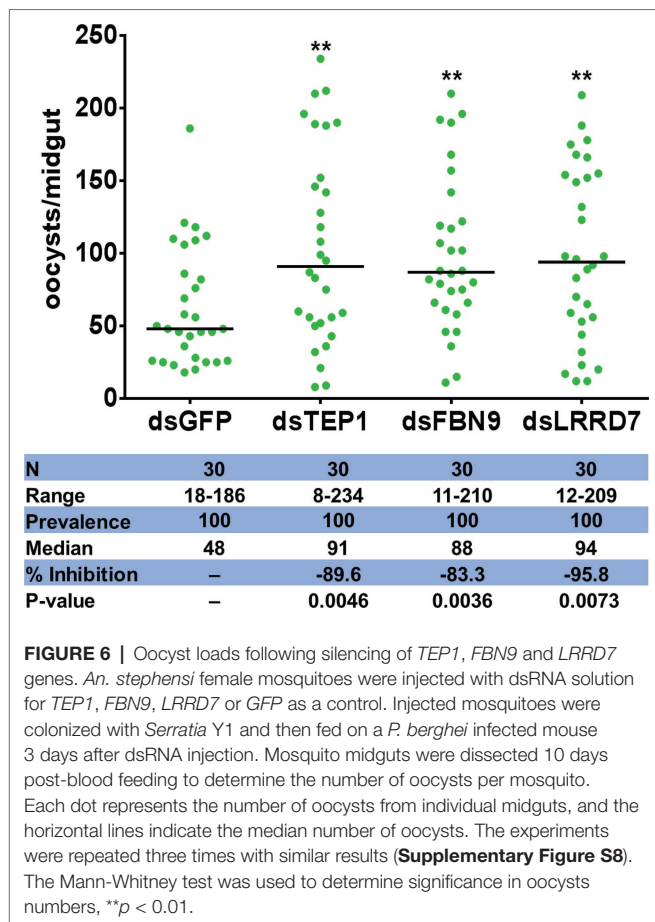 250
200
150
100
50
0
oocysts/midgut
** ** **
dsGFP dsTEP1 dsFBN9 dsLRRD7
N 30 30 30 30
Range 18-186 8-234 11-210 12-209
Prevalence 100 100 100 100
Median 48 91 88 94
% Inhibition – -89.6 -83.3 -95.8
P-value – 0.0046 0.0036 0.0073
FIGURE 6 | Oocyst loads following silencing of TEP1, FBN9 and LRRD7
genes. An. stephensi female mosquitoes were injected with dsRNA solution
for TEP1, FBN9, LRRD7 or GFP as a control. Injected mosquitoes were
colonized with Serratia Y1 and then fed on a P. berghei infected mouse
3 days after dsRNA injection. Mosquito midguts were dissected 10 days
post-blood feeding to determine the number of oocysts per mosquito.
Each dot represents the number of oocysts from individual midguts, and the
horizontal lines indicate the median number of oocysts. The experiments
were repeated three times with similar results (Supplementary Figure S8).
The Mann-Whitney test was used to determine significance in oocysts
numbers, **p < 0.01.